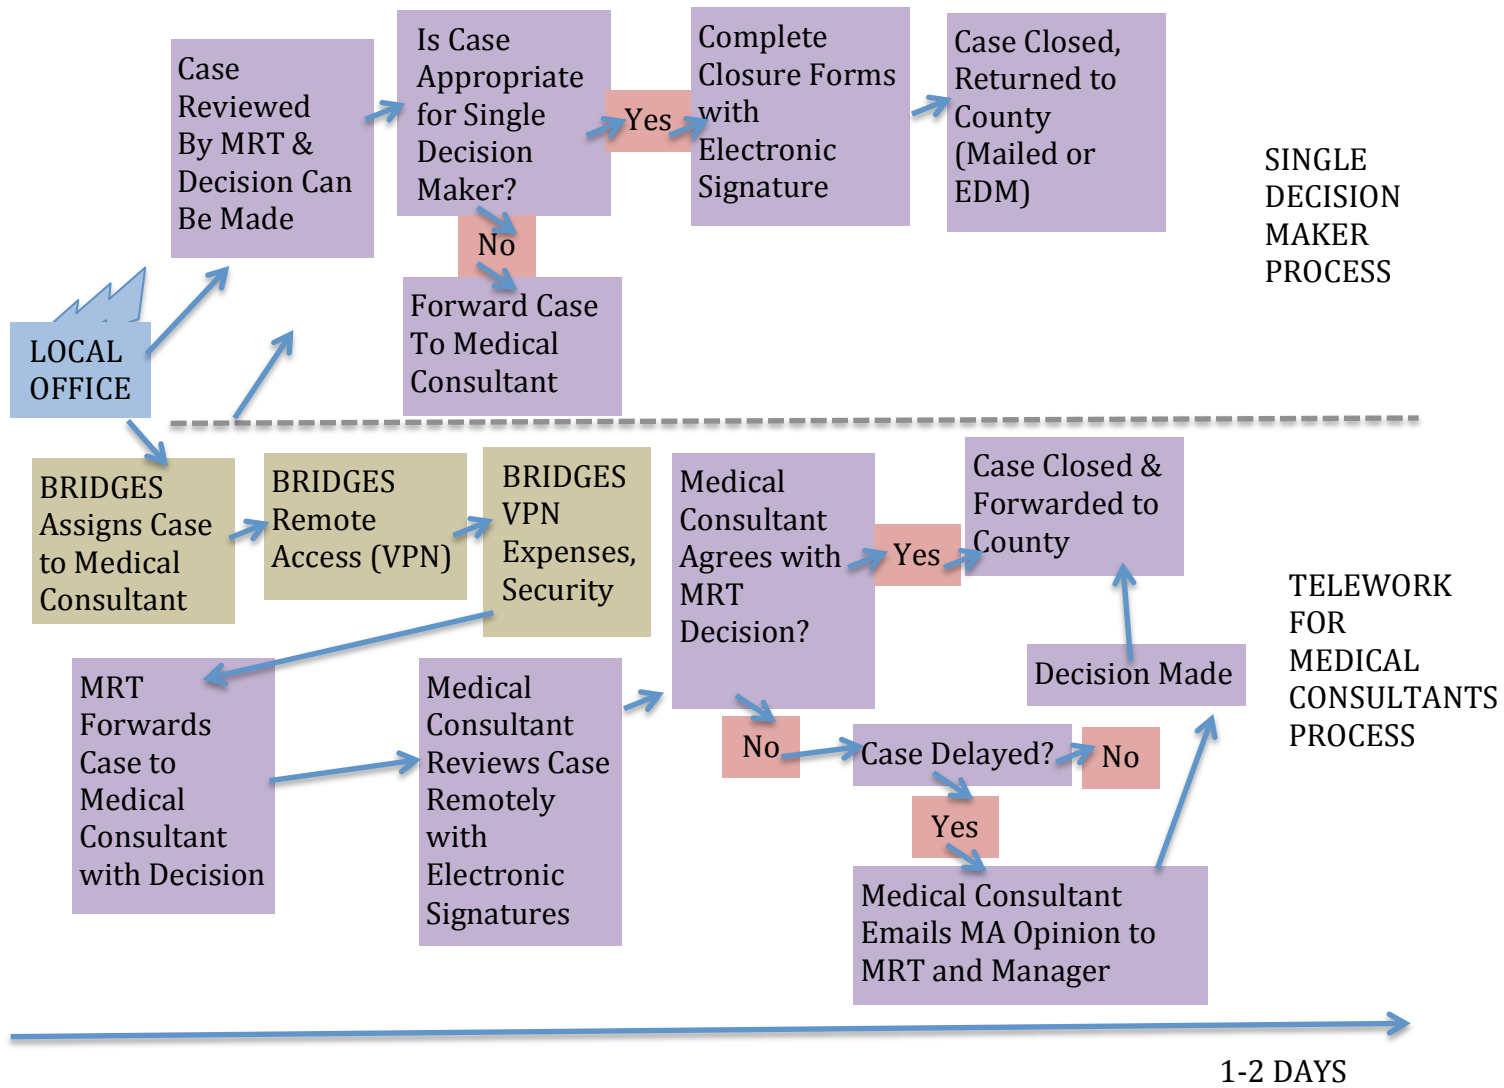 Case
Reviewed
By MRT &
Decision Can
Be Made
Is Case
Appropriate
for Single
Decision
Maker?
Yes
No
Complete
Closure Forms
with
Electronic
Signature
Case Closed,
Returned to
County
(Mailed or
EDM)
Forward Case
To Medical
Consultant
SINGLE
DECISION
MAKER
PROCESS
LOCAL
OFFICE
BRIDGES
Assigns Case
to Medical
Consultant
BRIDGES
Remote
Access (VPN)
BRIDGES
VPN
Expenses,
Security
MRT
Forwards
Case to
Medical
Consultant
with Decision
Medical
Consultant
Reviews Case
Remotely
with
Electronic
Signatures
Medical
Consultant
Agrees with
MRT
Decision?
Yes
Case Closed &
Forwarded to
County
No
Case Delayed?
No
Yes
Medical Consultant
Emails MA Opinion to
MRT and Manager
Decision Made
TELEWORK
FOR
MEDICAL
CONSULTANTS
PROCESS
1-2 DAYS